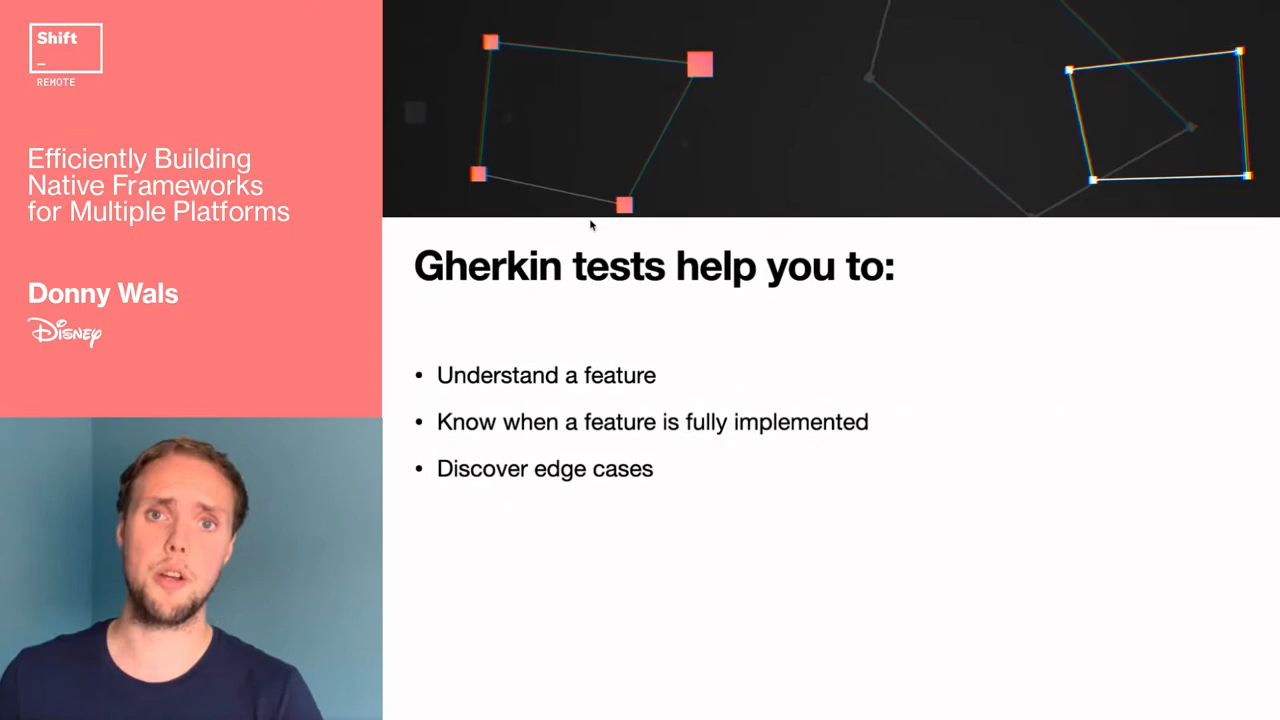 Shift
_
REMOTE
Efficiently Building
Native Frameworks
for Multiple Platforms
Donny Wals
Disney
Gherkin tests help you to:
• Understand a feature
• Know when a feature is fully implemented
• Discover edge cases